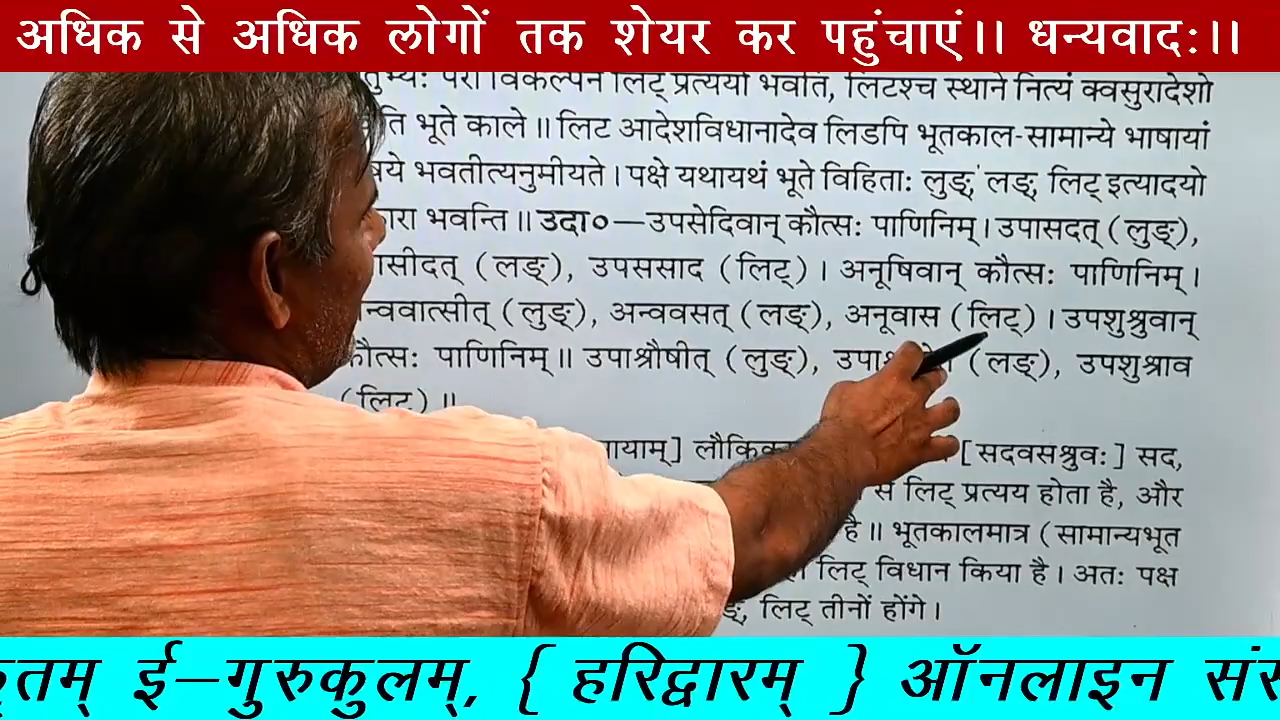 अधिक से अधिक लोगों तक शेयर कर पहुंचाएं।। धन्यवादः।।
परो विकल्पेन लिट् प्रत्ययो भवति, लिटश्च स्थाने नित्यं क्वसुरादेशो
भूते काले ॥ लिट आदेशविधानादेव लिडपि भूतकाल-सामान्ये भाषायां
भवतीत्यनुमीयते । पक्षे यथायथं भूते विहिताः लुङ्, लङ्, लिट् इत्यादयो
भवन्ति ॥ उदा०—उपसेदिवान् कौत्सः पाणिनिम् । उपासदत् (लुङ्),
(लङ्), उपससाद (लिट्) । अनूषिवान् कौत्सः पाणिनिम् ।
न्ववात्सीत् (लुङ्), अन्ववसत् (लङ्), अनूवास (लिट्) । उपशुश्रुवान्
कौत्सः पाणिनिम् ॥ उपाश्रौषीत् (लुङ्), (लङ्), उपशुश्राव
(लिट्) ॥
[सदवसश्रुवः] सद,
से लिट् प्रत्यय होता है, और
है ॥ भूतकालमात्र (सामान्यभूत
लिट् विधान किया है । अतः पक्ष
लिट् तीनों होंगे ।
तम् ई–गुरुकुलम्, { हरिद्वारम् } ऑनलाइन सं